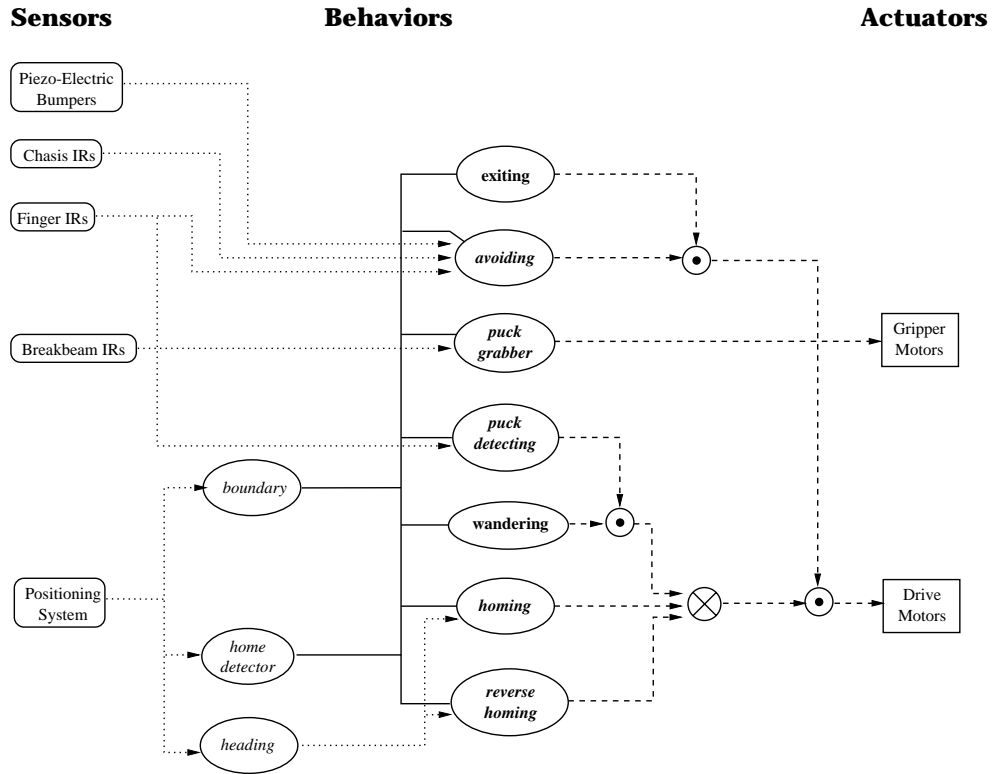 Sensors
Behaviors
Actuators
Piezo-Electric
Bumpers
Chasis IRs
Finger IRs
Breakbeam IRs
Positioning
System
boundary
home
detector
heading
exiting
avoiding
puck
grabber
puck
detecting
wandering
homing
reverse
homing
Gripper
Motors
Drive
Motors